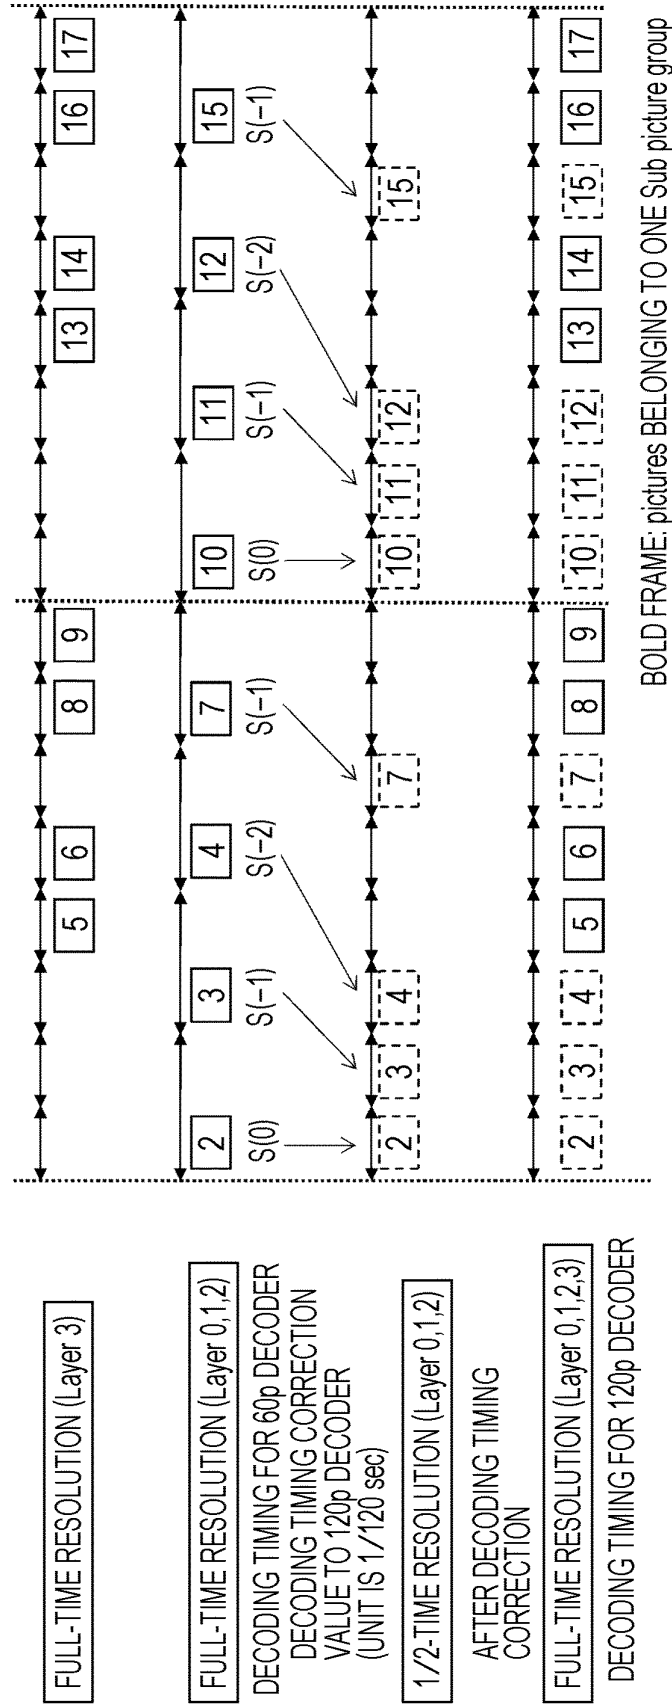 FULL-TIME RESOLUTION (Layer 3)
5 6 8 9 13 14 16 17
FULL-TIME RESOLUTION (Layer 0,1,2)
DECODING TIMING FOR 60p DECODER
DECODING TIMING CORRECTION
VALUE TO 120p DECODER
(UNIT IS 1/120 sec)
2 3 4 7 10 11 12 15
S(0) S(−1) S(−2) S(−1) S(0) S(−1) S(−2) S(−1)
1/2-TIME RESOLUTION (Layer 0,1,2)
AFTER DECODING TIMING
CORRECTION
2 3 4 7 10 11 12 15
FULL-TIME RESOLUTION (Layer 0,1,2,3)
DECODING TIMING FOR 120p DECODER
2 3 4 5 6 7 8 9 10 11 12 13 14 15 16 17
BOLD FRAME: pictures BELONGING TO ONE Sub picture group